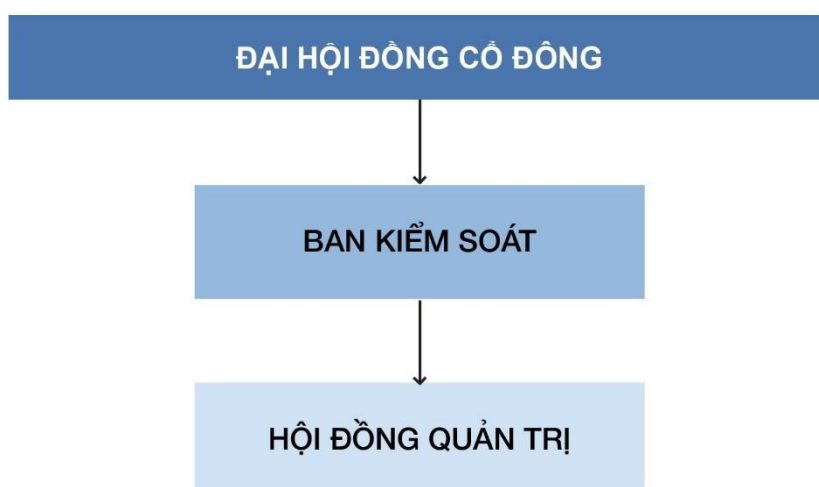 ĐẠI HỘI ĐỒNG CỔ ĐÔNG
BAN KIỂM SOÁT
HỘI ĐỒNG QUẢN TRỊ